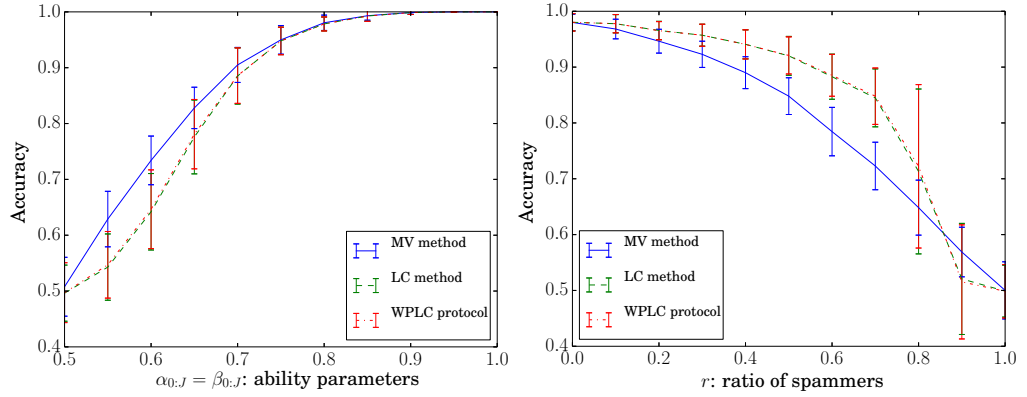 1.0
0.9
0.8
0.7
0.6
0.5
0.4
Accuracy
MV method
LC method
WPLC protocol
0.5 0.6 0.7 0.8 0.9 1.0
α₀:J = β₀:J: ability parameters
1.0
0.9
0.8
0.7
0.6
0.5
0.4
Accuracy
MV method
LC method
WPLC protocol
0.0 0.2 0.4 0.6 0.8 1.0
r: ratio of spammers